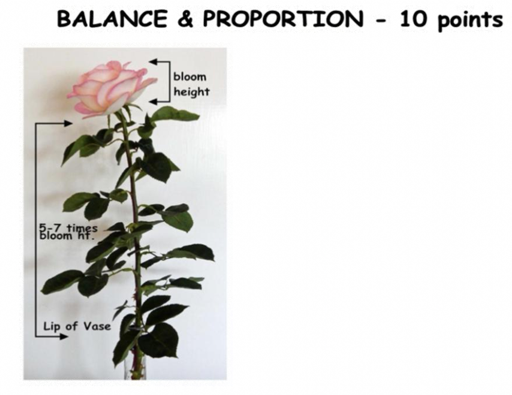 BALANCE & PROPORTION - 10 points
bloom
height
5-7 times
bloom ht.
Lip of Vase